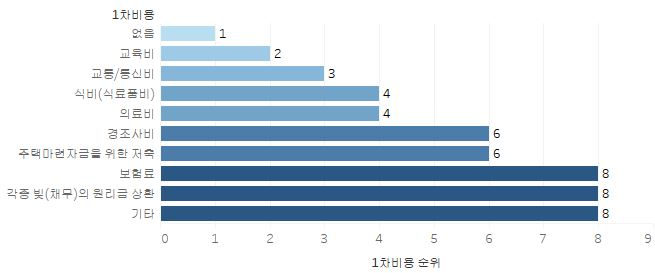 1차비용
없음 1
교육비 2
교통/통신비 3
식비(식료품비) 4
의료비 4
경조사비 6
주택마련자금을 위한 저축 6
보험료 8
각종 빚(채무)의 원리금 상환 8
기타 8
0 1 2 3 4 5 6 7 8 9
1차비용 순위